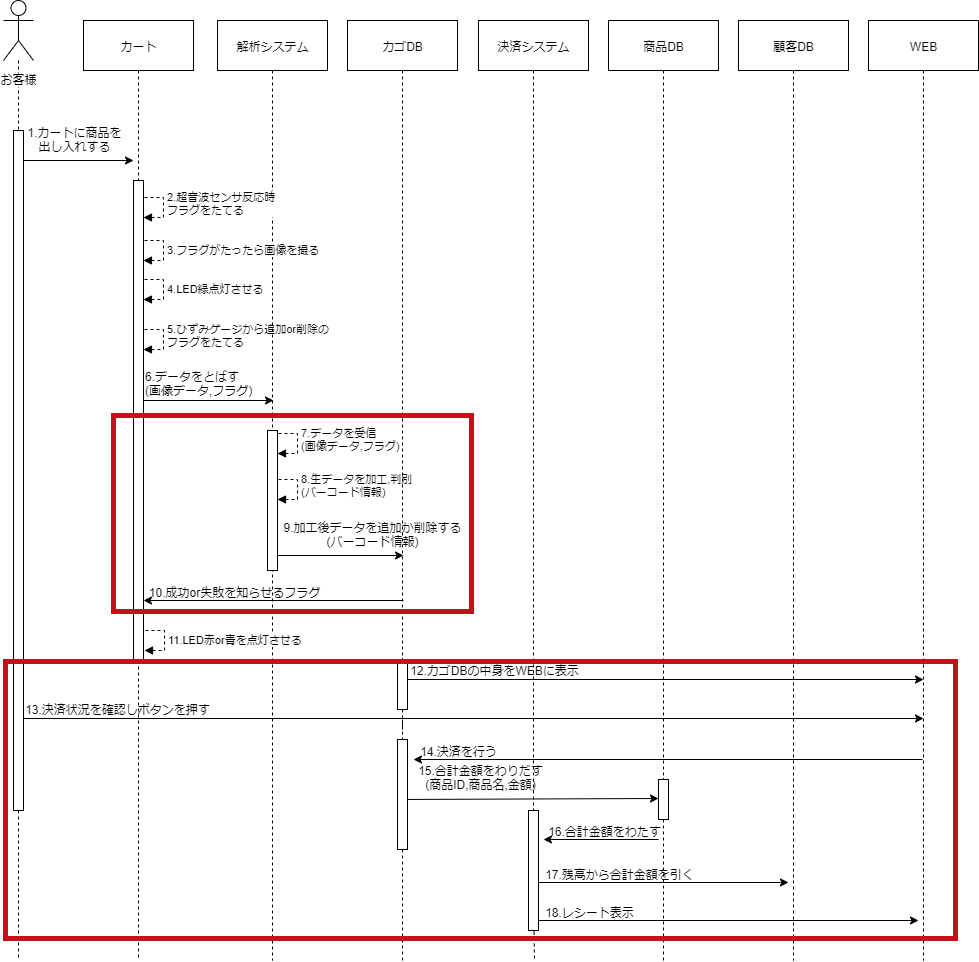 お客様
カート
解析システム
カゴDB
決済システム
商品DB
顧客DB
WEB
1.カートに商品を
出し入れする
2.超音波センサ反応時
フラグをたてる
3.フラグがたったら画像を撮る
4.LED緑点灯させる
5.ひずみゲージから追加or削除の
フラグをたてる
6.データをとばす
(画像データ,フラグ)
7.データを受信
(画像データ,フラグ)
8.生データを加工,判別
(バーコード情報)
9.加工後データを追加か削除する
(バーコード情報)
10.成功or失敗を知らせるフラグ
11.LED赤or青を点灯させる
12.カゴDBの中身をWEBに表示
13.決済状況を確認しボタンを押す
14.決済を行う
15.合計金額をわりだす
(商品ID,商品名,金額)
16.合計金額をわたす
17.残高から合計金額を引く
18.レシート表示